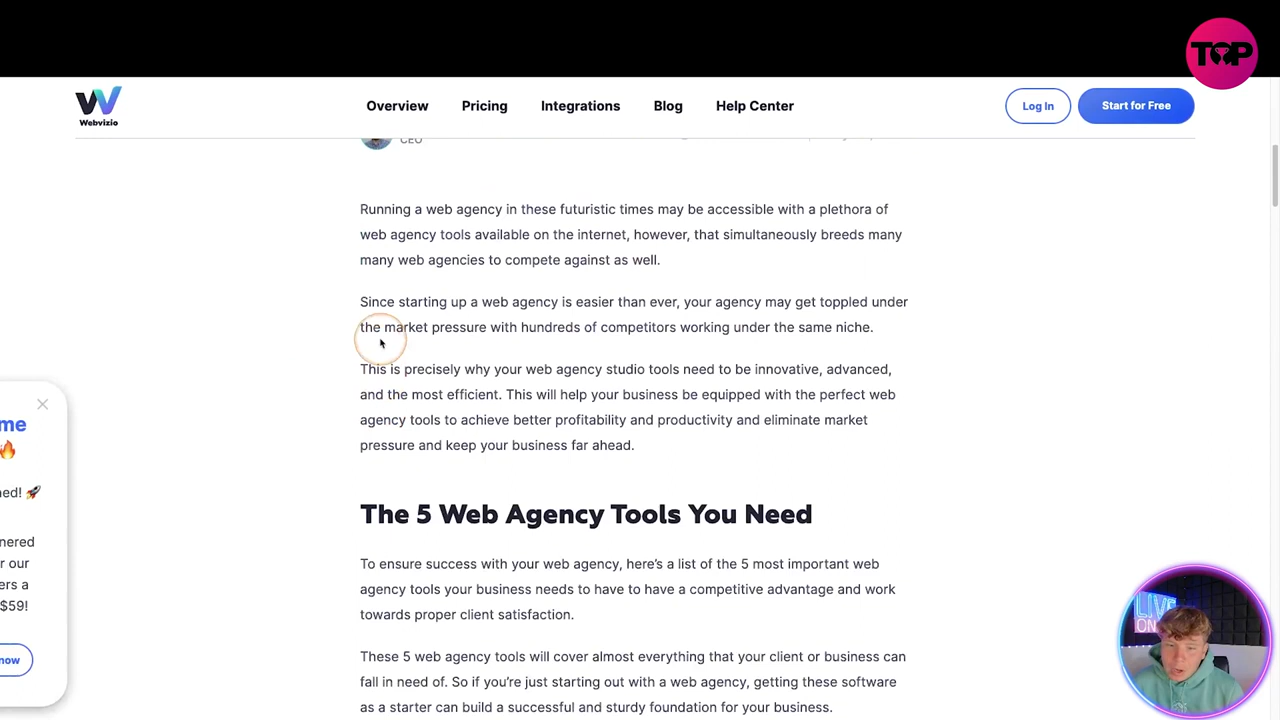 TOP
Webvizio
Overview
Pricing
Integrations
Blog
Help Center
Log In
Start for Free
CEO
Running a web agency in these futuristic times may be accessible with a plethora of
web agency tools available on the internet, however, that simultaneously breeds many
many web agencies to compete against as well.
Since starting up a web agency is easier than ever, your agency may get toppled under
the market pressure with hundreds of competitors working under the same niche.
This is precisely why your web agency studio tools need to be innovative, advanced,
and the most efficient. This will help your business be equipped with the perfect web
agency tools to achieve better profitability and productivity and eliminate market
pressure and keep your business far ahead.
The 5 Web Agency Tools You Need
To ensure success with your web agency, here's a list of the 5 most important web
agency tools your business needs to have to have a competitive advantage and work
towards proper client satisfaction.
These 5 web agency tools will cover almost everything that your client or business can
fall in need of. So if you're just starting out with a web agency, getting these software
as a starter can build a successful and sturdy foundation for your business.
me
ned! 🚀
nered
r our
ers a
$59!
now
LIVE
ON